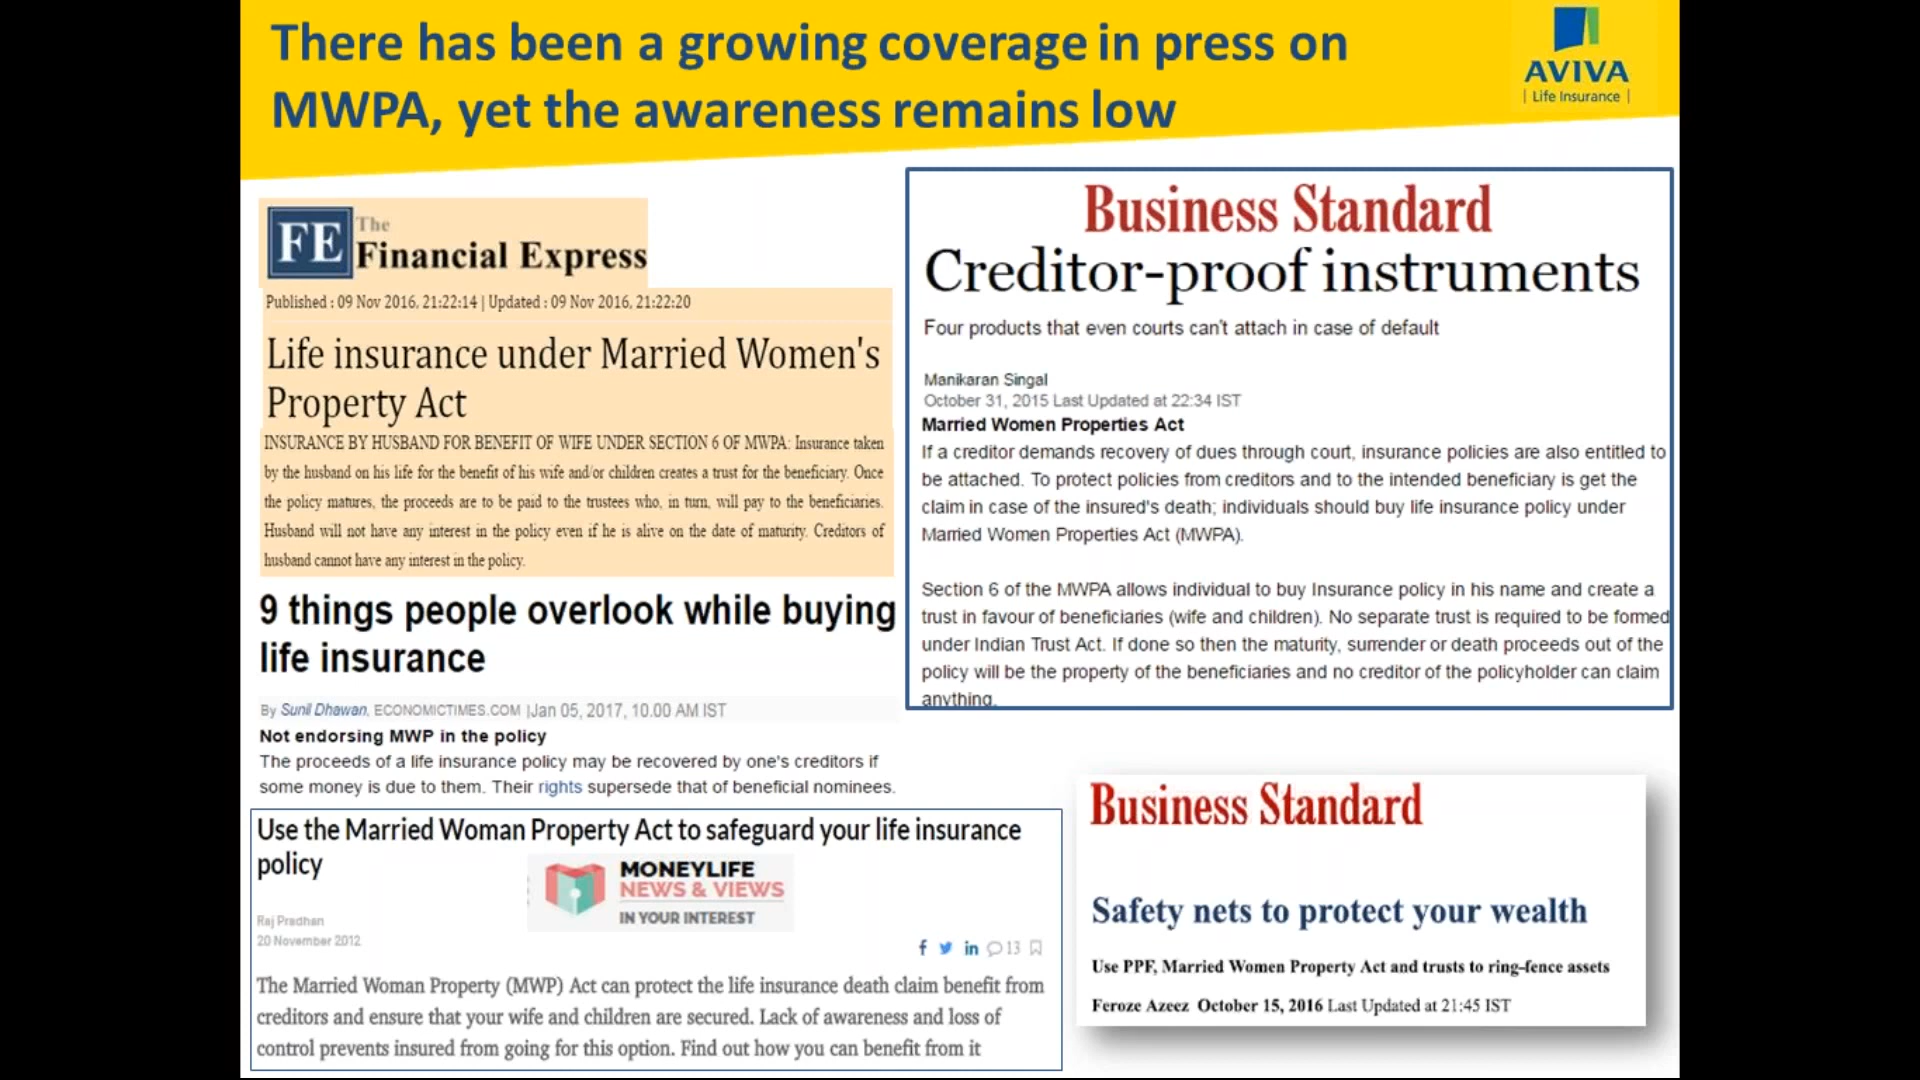 There has been a growing coverage in press on
MWPA, yet the awareness remains low
AVIVA
| Life Insurance |
FE
The
Financial Express
Published : 09 Nov 2016, 21:22:14 | Updated : 09 Nov 2016, 21:22:20
Life insurance under Married Women's
Property Act
INSURANCE BY HUSBAND FOR BENEFIT OF WIFE UNDER SECTION 6 OF MWPA: Insurance taken
by the husband on his life for the benefit of his wife and/or children creates a trust for the beneficiary. Once
the policy matures, the proceeds are to be paid to the trustees who, in turn, will pay to the beneficiaries.
Husband will not have any interest in the policy even if he is alive on the date of maturity. Creditors of
husband cannot have any interest in the policy.
9 things people overlook while buying
life insurance
By Sunil Dhawan, ECONOMICTIMES.COM |Jan 05, 2017, 10.00 AM IST
Not endorsing MWP in the policy
The proceeds of a life insurance policy may be recovered by one's creditors if
some money is due to them. Their rights supersede that of beneficial nominees.
Use the Married Woman Property Act to safeguard your life insurance
policy
MONEYLIFE
NEWS & VIEWS
IN YOUR INTEREST
Raj Pradhan
20 November 2012
13
The Married Woman Property (MWP) Act can protect the life insurance death claim benefit from
creditors and ensure that your wife and children are secured. Lack of awareness and loss of
control prevents insured from going for this option. Find out how you can benefit from it
Business Standard
Creditor-proof instruments
Four products that even courts can't attach in case of default
Manikaran Singal
October 31, 2015 Last Updated at 22:34 IST
Married Women Properties Act
If a creditor demands recovery of dues through court, insurance policies are also entitled to
be attached. To protect policies from creditors and to the intended beneficiary is get the
claim in case of the insured's death; individuals should buy life insurance policy under
Married Women Properties Act (MWPA).
Section 6 of the MWPA allows individual to buy Insurance policy in his name and create a
trust in favour of beneficiaries (wife and children). No separate trust is required to be formed
under Indian Trust Act. If done so then the maturity, surrender or death proceeds out of the
policy will be the property of the beneficiaries and no creditor of the policyholder can claim
anything.
Business Standard
Safety nets to protect your wealth
Use PPF, Married Women Property Act and trusts to ring-fence assets
Feroze Azeez October 15, 2016 Last Updated at 21:45 IST